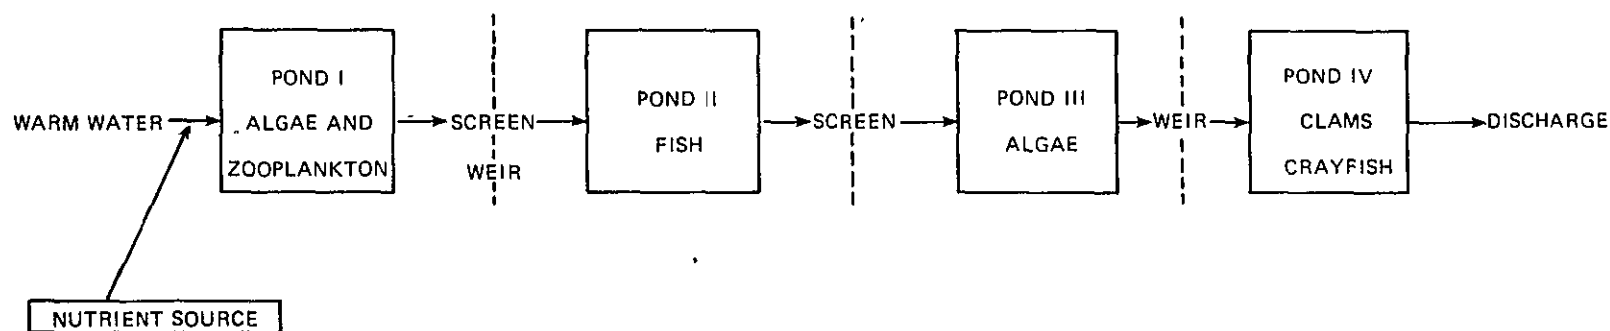 WARM WATER
POND I
ALGAE AND
ZOOPLANKTON
SCREEN
WEIR
POND II
FISH
SCREEN
POND III
ALGAE
WEIR
POND IV
CLAMS
CRAYFISH
DISCHARGE
NUTRIENT SOURCE